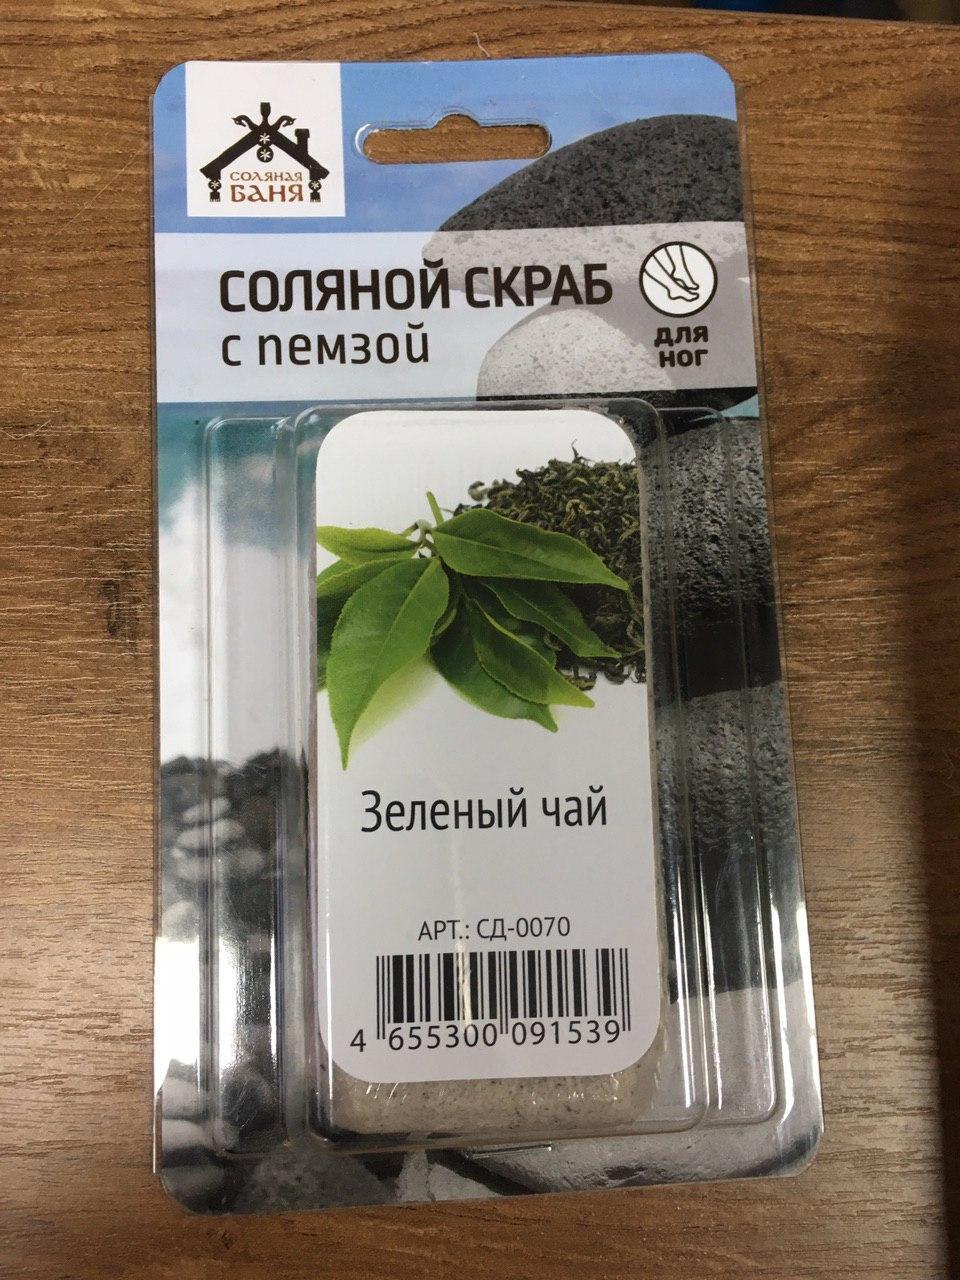 СОЛЯНАЯ
БАНЯ
СОЛЯНОЙ СКРАБ
с пемзой
для
ног
Зеленый чай
АРТ.: СД-0070
4 655300 091539